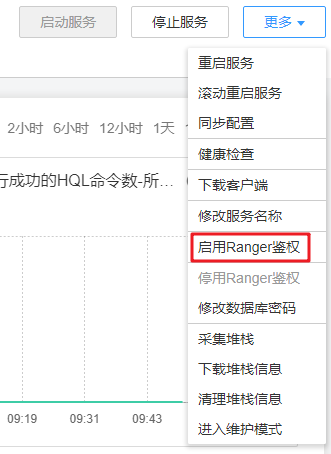 启动服务 停止服务 更多
重启服务
滚动重启服务
同步配置
健康检查
下载客户端
修改服务名称
启用Ranger鉴权
停用Ranger鉴权
修改数据库密码
采集堆栈
下载堆栈信息
清理堆栈信息
进入维护模式
2小时 6小时 12小时 1天
行成功的HQL命令数-所...
09:19 09:31 09:43